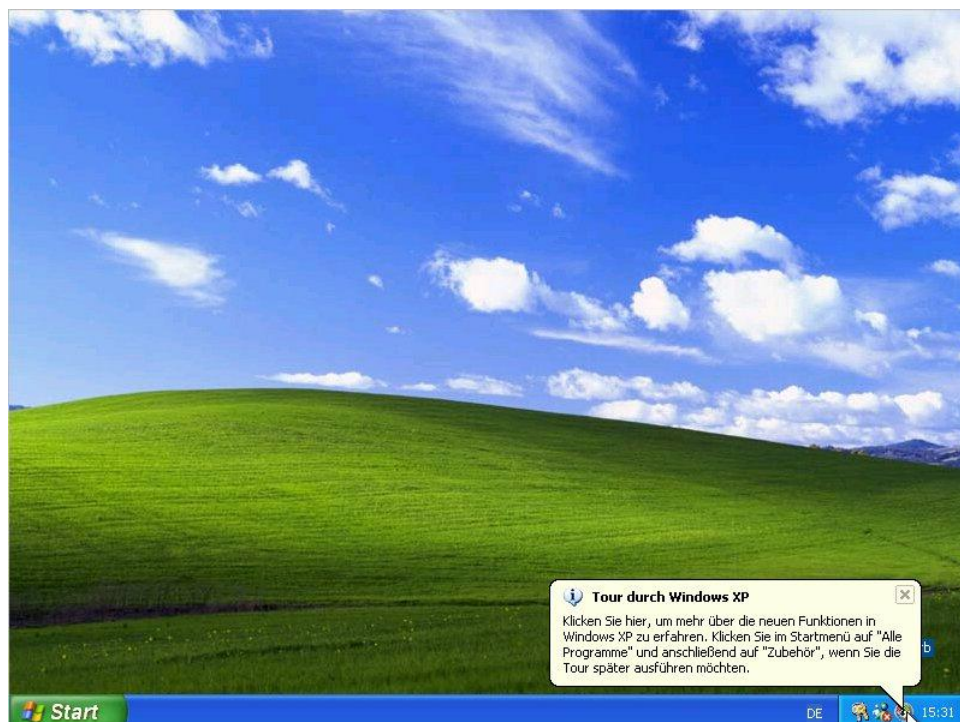 Tour durch Windows XP
Klicken Sie hier, um mehr über die neuen Funktionen in
Windows XP zu erfahren. Klicken Sie im Startmenü auf "Alle
Programme" und anschließend auf "Zubehör", wenn Sie die
Tour später ausführen möchten.
rb
Start
DE
15:31